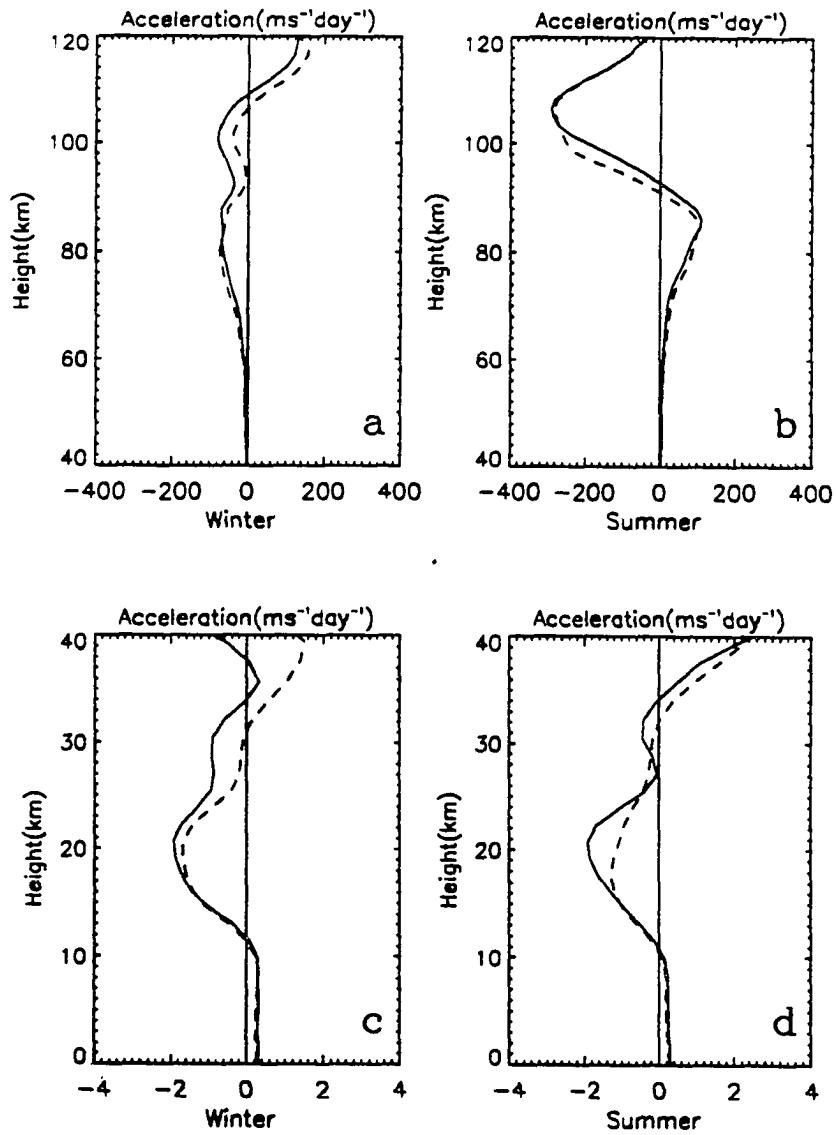 Acceleration(ms⁻¹day⁻¹)
120
100
80
60
40
Height(km)
a
-400 -200 0 200 400
Winter
Acceleration(ms⁻¹day⁻¹)
120
100
80
60
40
Height(km)
b
-400 -200 0 200 400
Summer
Acceleration(ms⁻¹day⁻¹)
40
30
20
10
0
Height(km)
c
-4 -2 0 2 4
Winter
Acceleration(ms⁻¹day⁻¹)
40
30
20
10
0
Height(km)
d
-4 -2 0 2 4
Summer